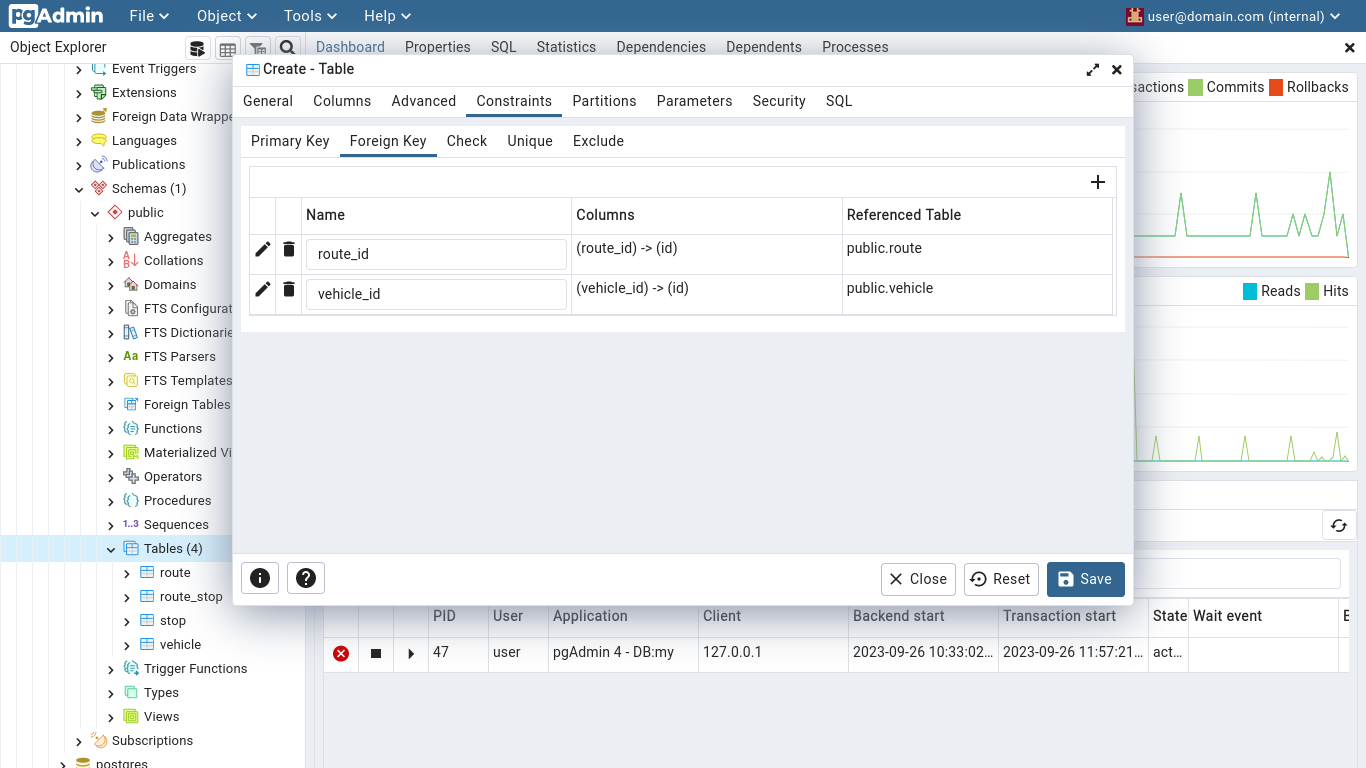 pgAdmin File Object Tools Help user@domain.com (internal)
Object Explorer
Dashboard Properties SQL Statistics Dependencies Dependents Processes
Event Triggers
Extensions
Foreign Data Wrappe
Languages
Publications
Schemas (1)
public
Aggregates
Collations
Domains
FTS Configurat
FTS Dictionarie
FTS Parsers
Aa
FTS Templates
Foreign Tables
Functions
Materialized Vi
Operators
Procedures
1..3 Sequences
Tables (4)
route
route_stop
stop
vehicle
Trigger Functions
Types
Views
Subscriptions
postgres
Create - Table
General Columns Advanced Constraints Partitions Parameters Security SQL
Primary Key Foreign Key Check Unique Exclude
Name Columns Referenced Table
route_id (route_id) -> (id) public.route
vehicle_id (vehicle_id) -> (id) public.vehicle
Close Reset Save
sactions Commits Rollbacks
Reads Hits
PID User Application Client Backend start Transaction start State Wait event
47 user pgAdmin 4 - DB:my 127.0.0.1 2023-09-26 10:33:02... 2023-09-26 11:57:21... act...